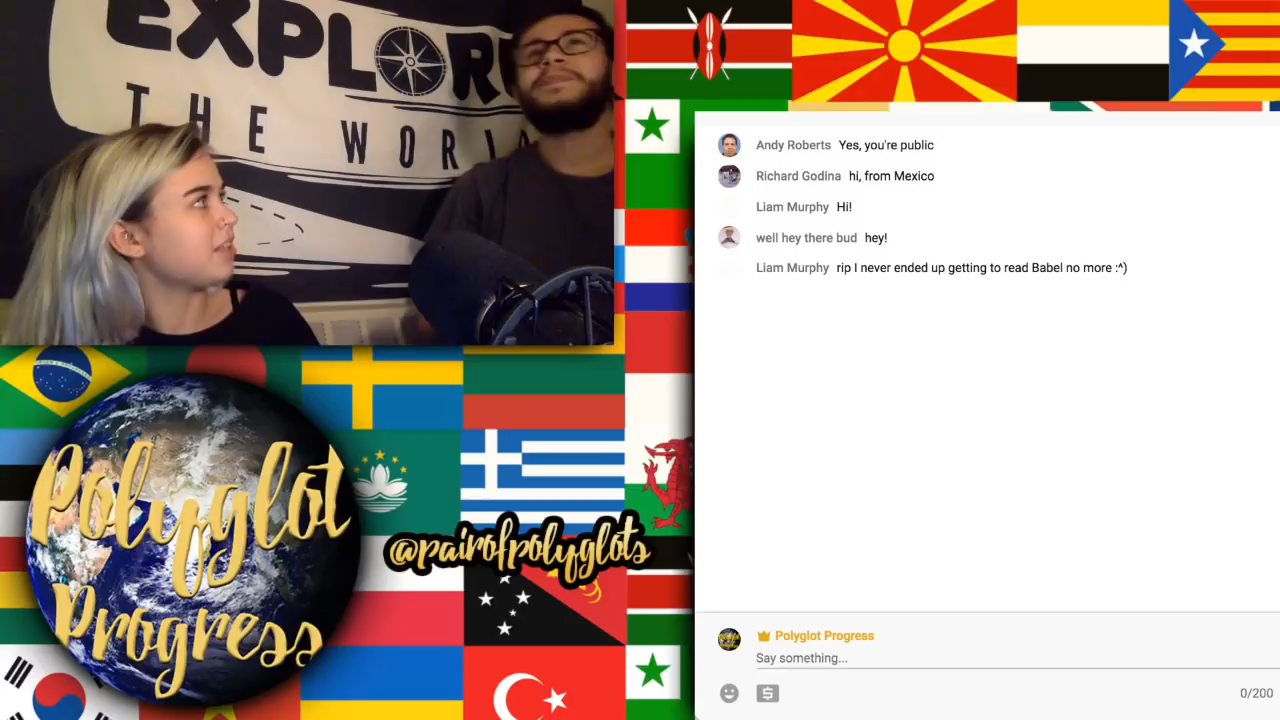 EXPLOR
THE WORL
Andy Roberts Yes, you're public
Richard Godina hi, from Mexico
Liam Murphy Hi!
well hey there bud hey!
Liam Murphy rip I never ended up getting to read Babel no more :^)
Polyglot
Progress
@pairofpolyglots
Polyglot Progress
Say something...
0/200